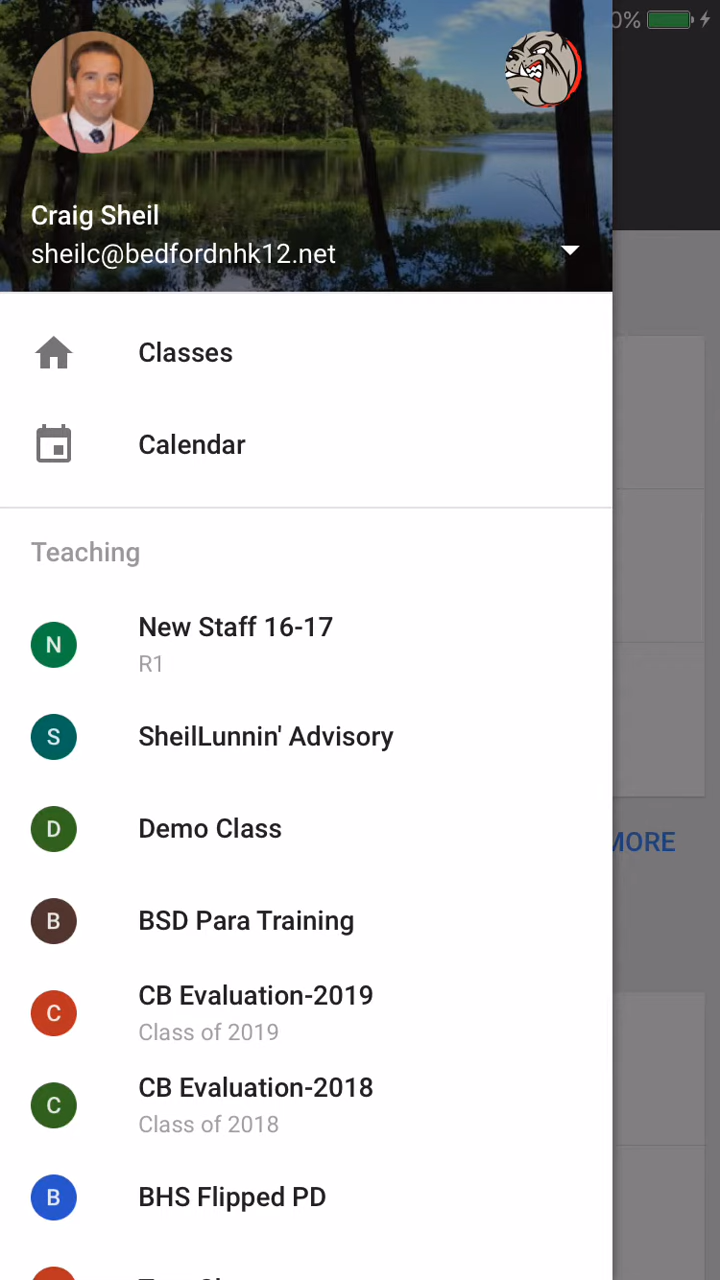 0%
Craig Sheil
sheilc@bedfordnhk12.net
Classes
Calendar
Teaching
N New Staff 16-17
R1
S SheilLunnin' Advisory
D Demo Class
MORE
B BSD Para Training
C CB Evaluation-2019
Class of 2019
C CB Evaluation-2018
Class of 2018
B BHS Flipped PD